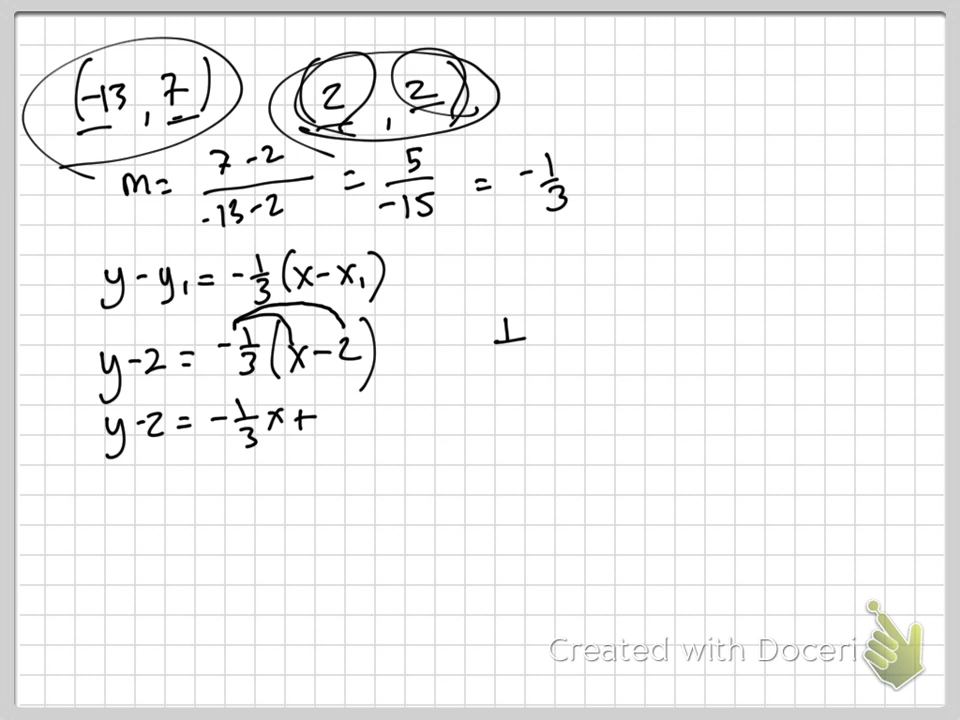 (-13, 7) (2, 2)
m = 7-2/-13-2 = 5/-15 = -1/3
y - y₁ = -1/3(x - x₁)
y - 2 = -1/3(x - 2)
y - 2 = -1/3x +
Created with Doceri